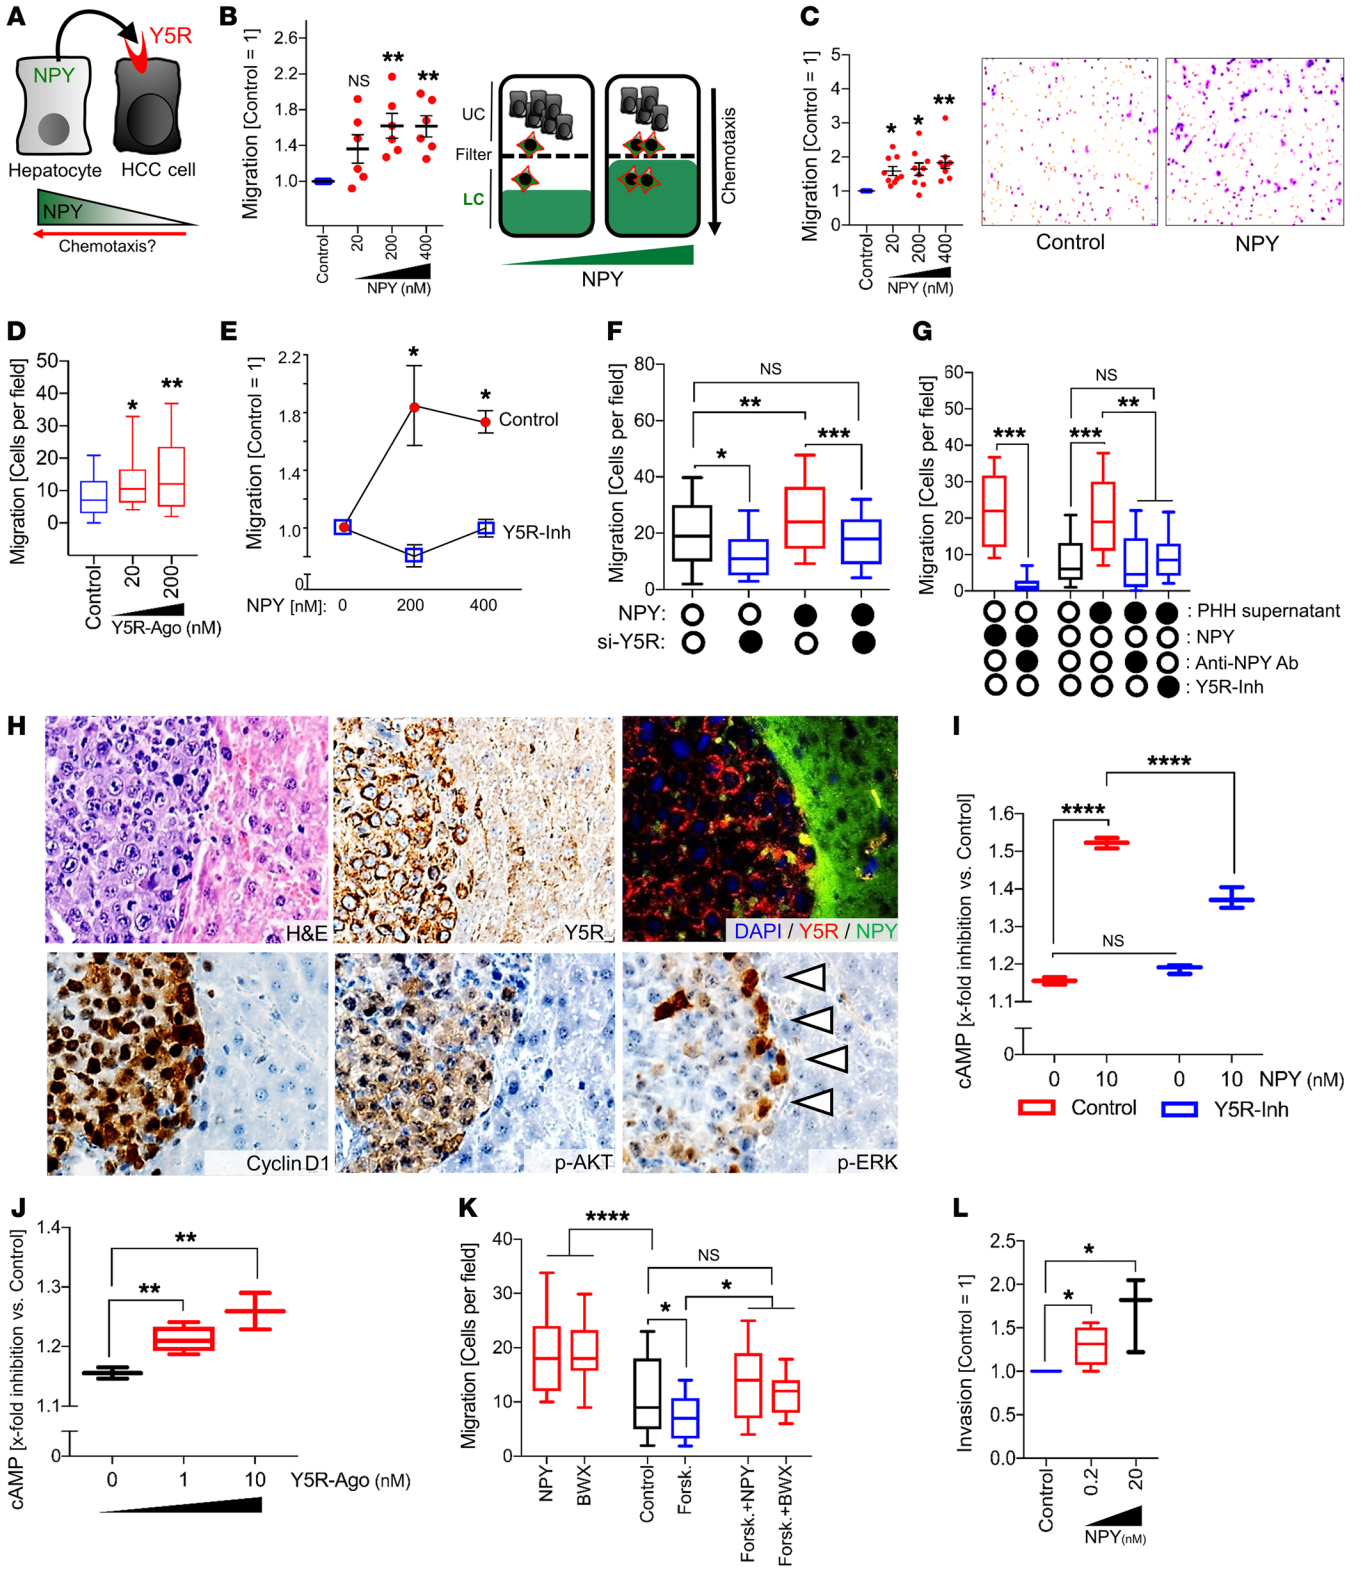 A
Y5R
NPY
Hepatocyte
HCC cell
NPY
Chemotaxis?
B
Migration [Control = 1]
2.6
2.2
1.8
1.4
1.0
NS
**
**
Control
20
200
400
NPY (nM)
UC
Filter
LC
Chemotaxis
NPY
C
Migration [Control = 1]
5
4
3
2
1
0
*
*
**
Control
20
200
400
NPY (nM)
Control
NPY
D
Migration [Cells per field]
50
40
30
20
10
0
*
**
Control
20
200
Y5R-Ago (nM)
E
Migration [Control = 1]
2.2
1.8
1.4
1.0
0
*
*
Control
Y5R-Inh
NPY [nM]: 0 200 400
F
Migration [Cells per field]
80
60
40
20
0
NS
**
*
***
NPY:
si-Y5R:
G
Migration [Cells per field]
60
50
40
30
20
10
0
***
NS
**
***
: PHH supernatant
: NPY
: Anti-NPY Ab
: Y5R-Inh
H
H&E
Y5R
DAPI / Y5R / NPY
Cyclin D1
p-AKT
p-ERK
I
cAMP [x-fold inhibition vs. Control]
1.6
1.5
1.4
1.3
1.2
1.1
0
****
****
NS
0 10 0 10 NPY (nM)
Control Y5R-Inh
J
cAMP [x-fold inhibition vs. Control]
1.4
1.3
1.2
1.1
0
**
**
0 1 10 Y5R-Ago (nM)
K
Migration [Cells per field]
40
30
20
10
0
****
NS
*
*
NPY
BWX
Control
Forsk.
Forsk.+NPY
Forsk.+BWX
L
Invasion [Control = 1]
2.5
2.0
1.5
1.0
0.5
0.0
*
*
Control
0.2
20
NPY(nM)